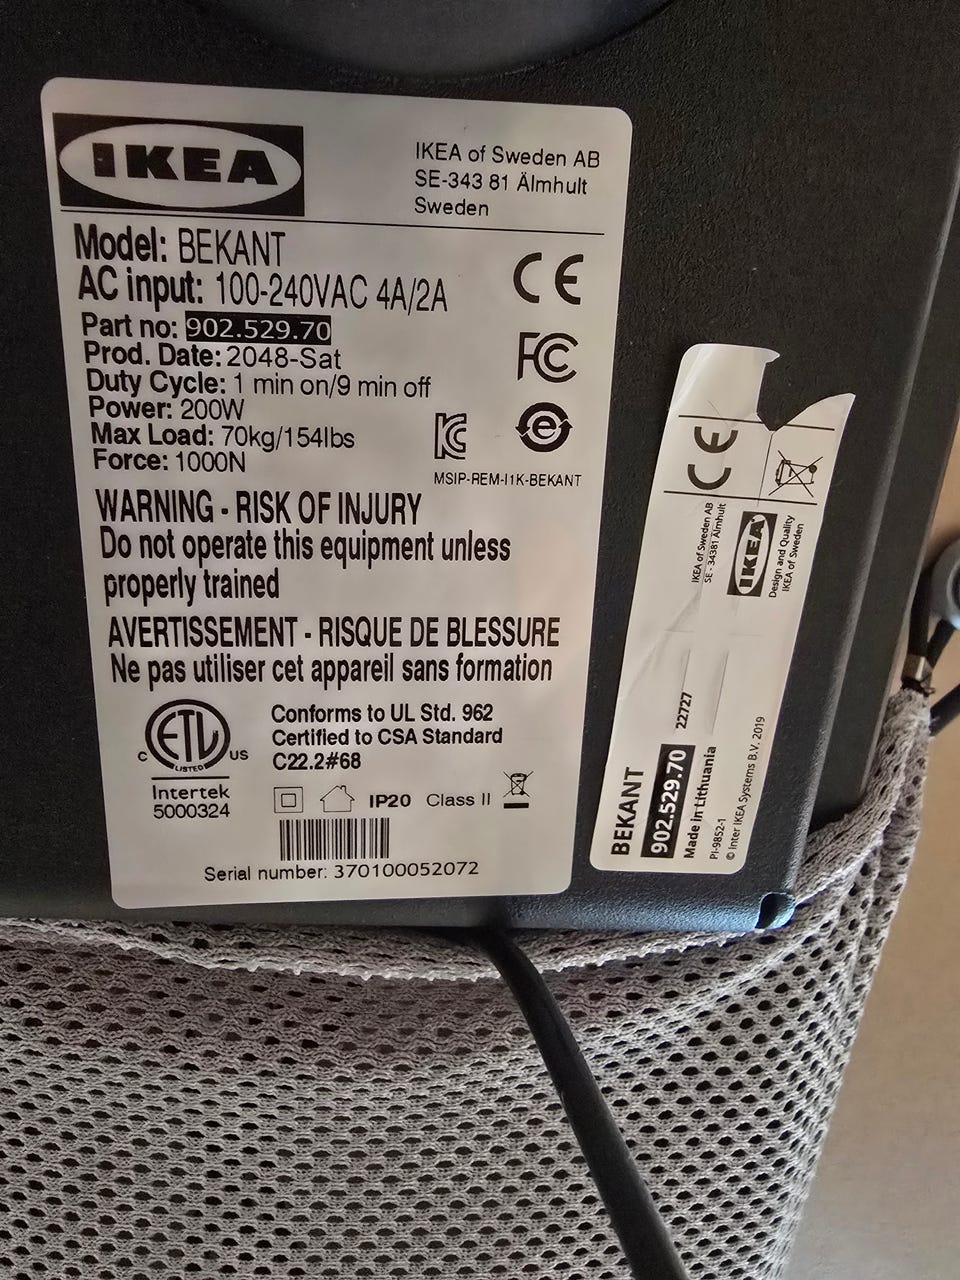 IKEA
IKEA of Sweden AB
SE-343 81 Älmhult
Sweden
Model: BEKANT
AC input: 100-240VAC 4A/2A
Part no: 902.529.70
Prod. Date: 2048-Sat
Duty Cycle: 1 min on/9 min off
Power: 200W
Max Load: 70kg/154lbs
Force: 1000N
CE
FC
e
MSIP-REM-I1K-BEKANT
WARNING - RISK OF INJURY
Do not operate this equipment unless
properly trained
AVERTISSEMENT - RISQUE DE BLESSURE
Ne pas utiliser cet appareil sans formation
C ETL US
LISTED
Intertek
5000324
Conforms to UL Std. 962
Certified to CSA Standard
C22.2#68
IP20 Class II
Serial number: 370100052072
CE
IKEA of Sweden AB
SE - 34381 Älmhult
IKEA
Design and Quality
IKEA of Sweden
BEKANT
902.529.70 22727
Made in Lithuania
PI-9852-1
© Inter IKEA Systems B.V. 2019